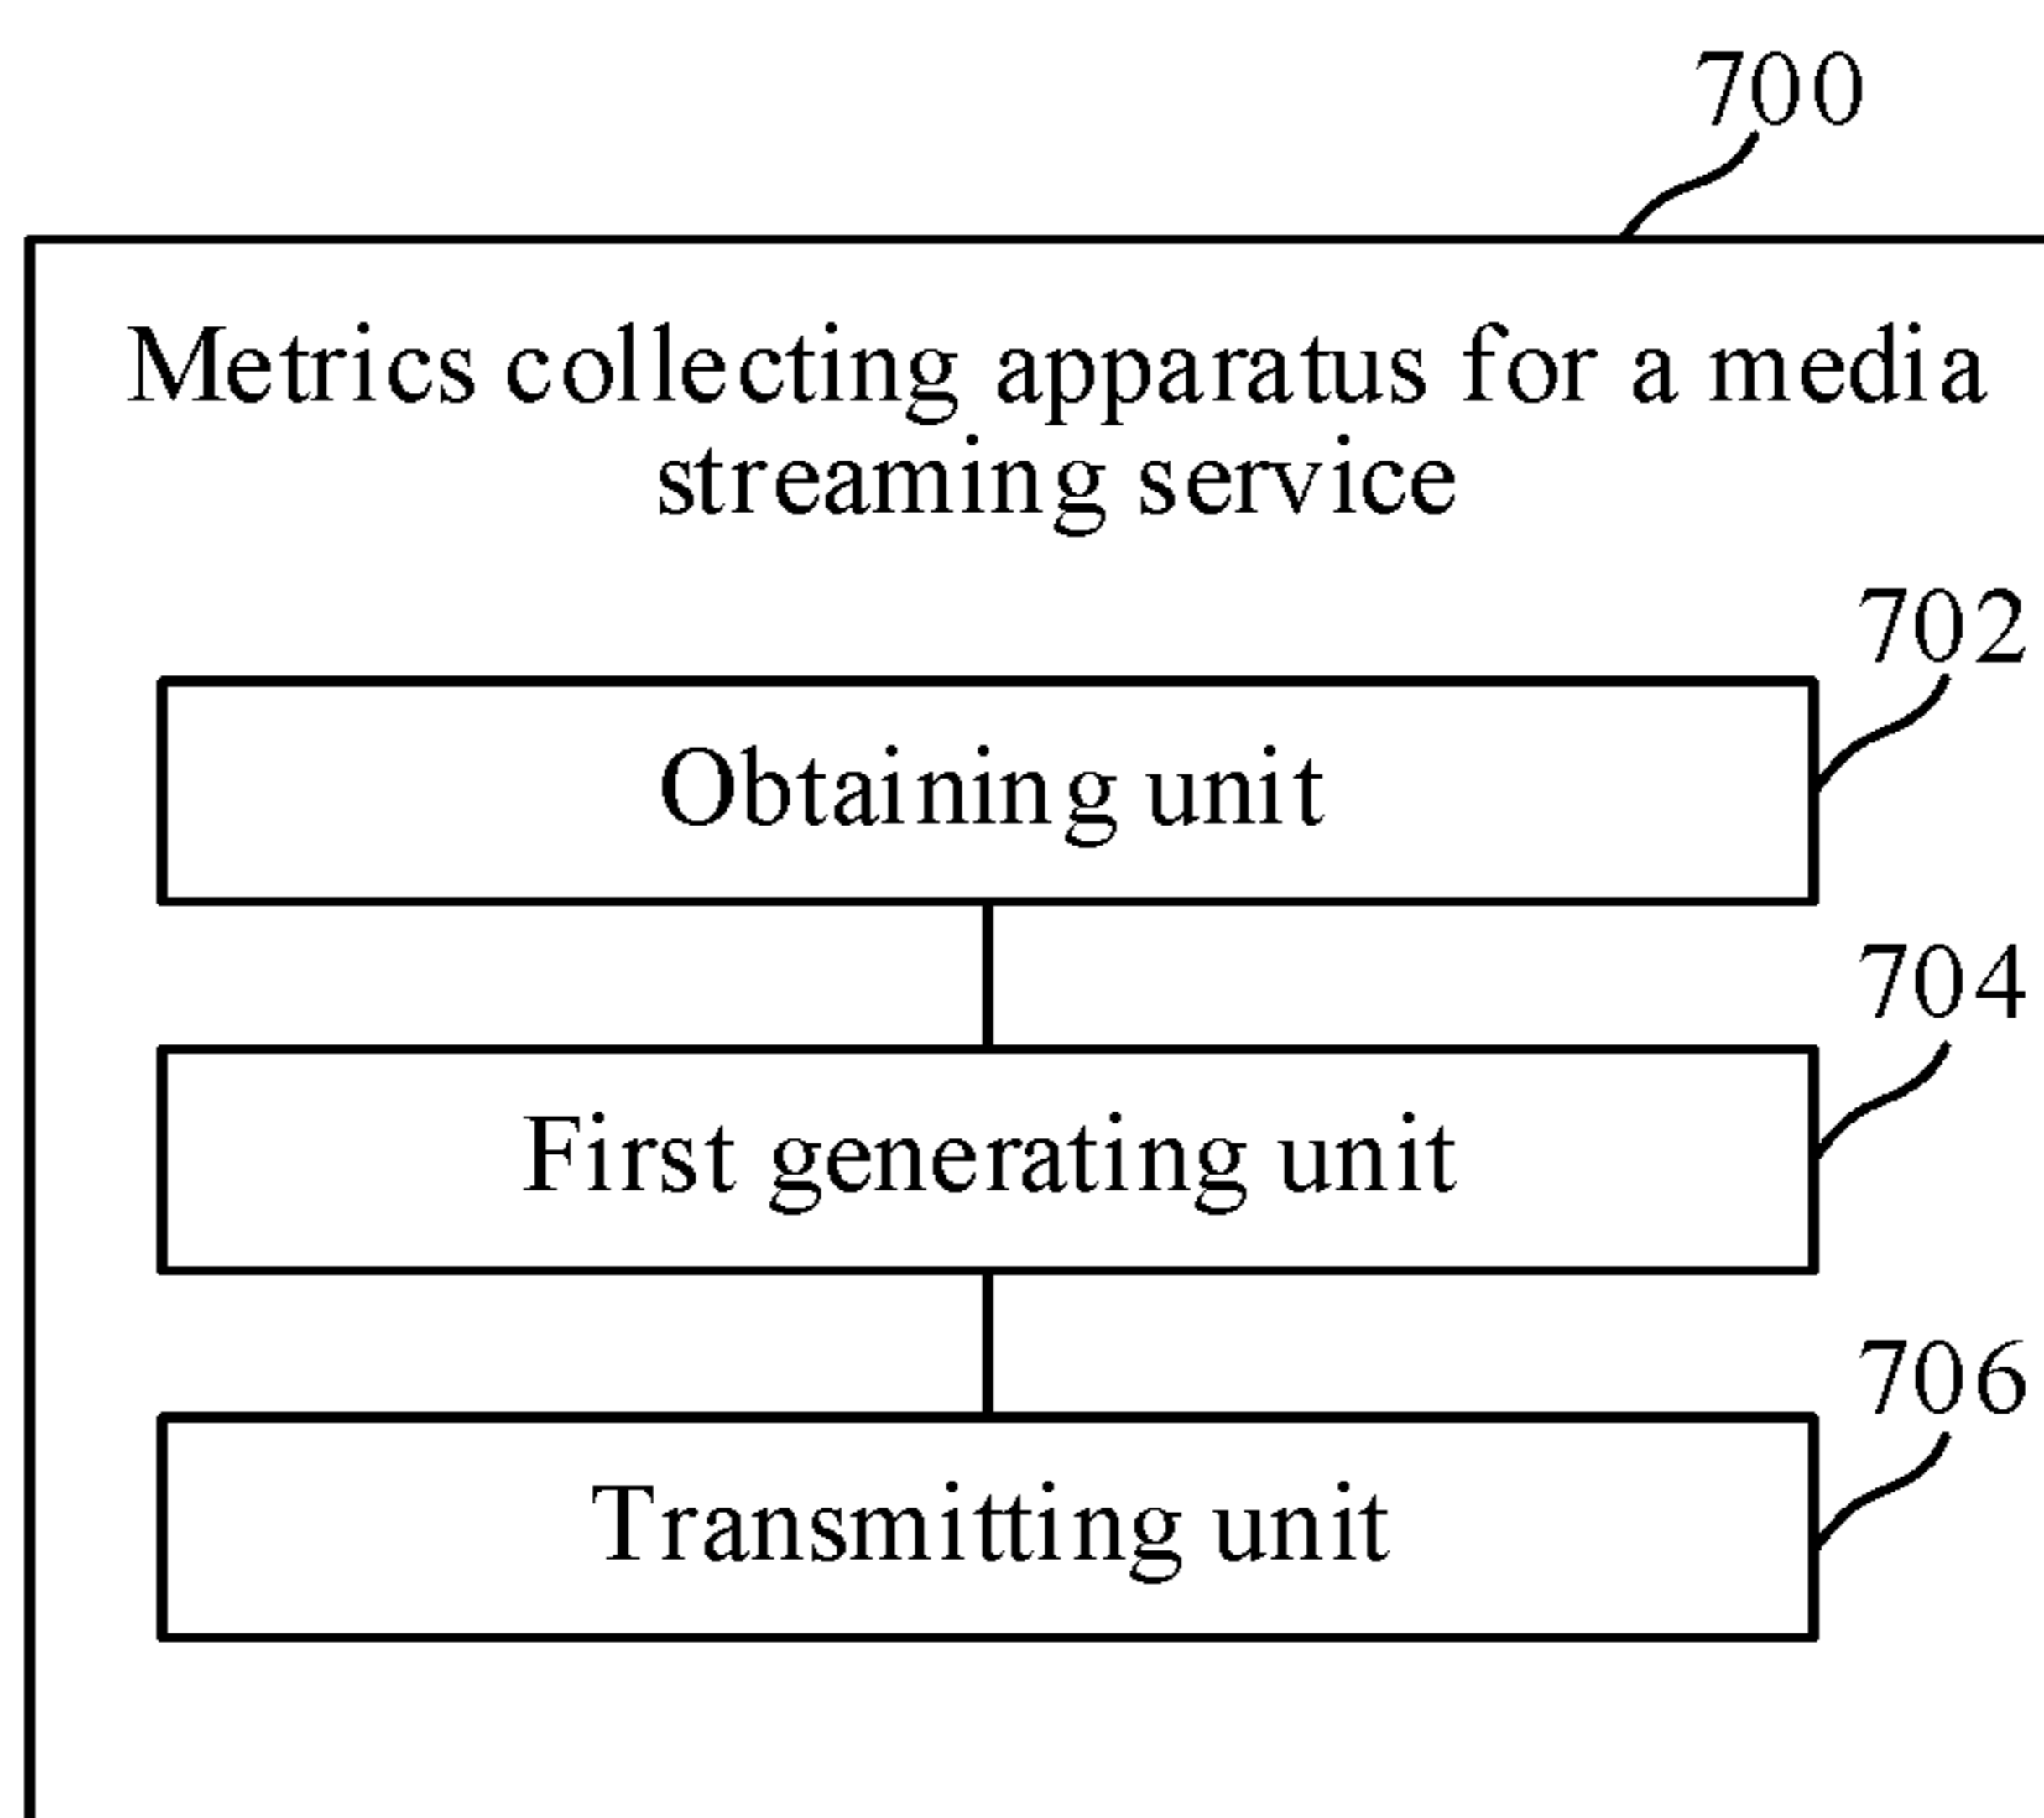 700
Metrics collecting apparatus for a media
streaming service
702
Obtaining unit
704
First generating unit
706
Transmitting unit